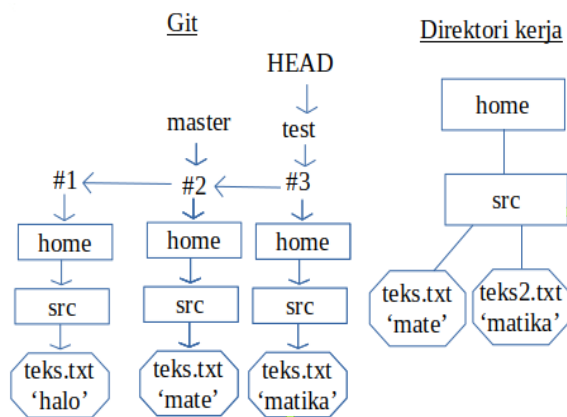 Git
Direktori kerja
HEAD
master
test
#1
#2
#3
home
home
home
home
src
src
src
src
teks.txt
'halo'
teks.txt
'mate'
teks.txt
'matika'
teks.txt
'mate'
teks2.txt
'matika'